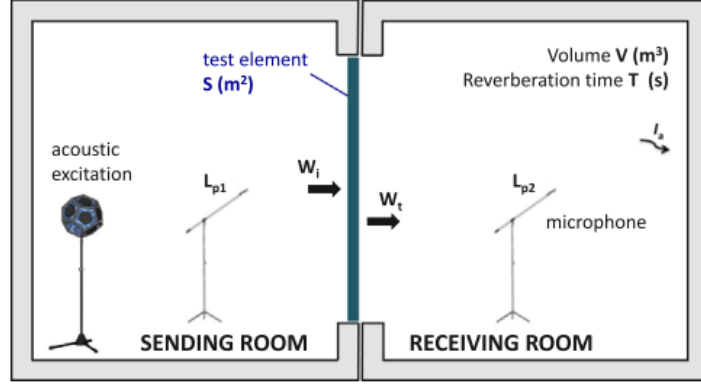 test element
S (m²)
Volume V (m³)
Reverberation time T (s)
Iₐ
acoustic
excitation
Lₚ₁
Wᵢ
Lₚ₂
Wₜ
microphone
SENDING ROOM
RECEIVING ROOM